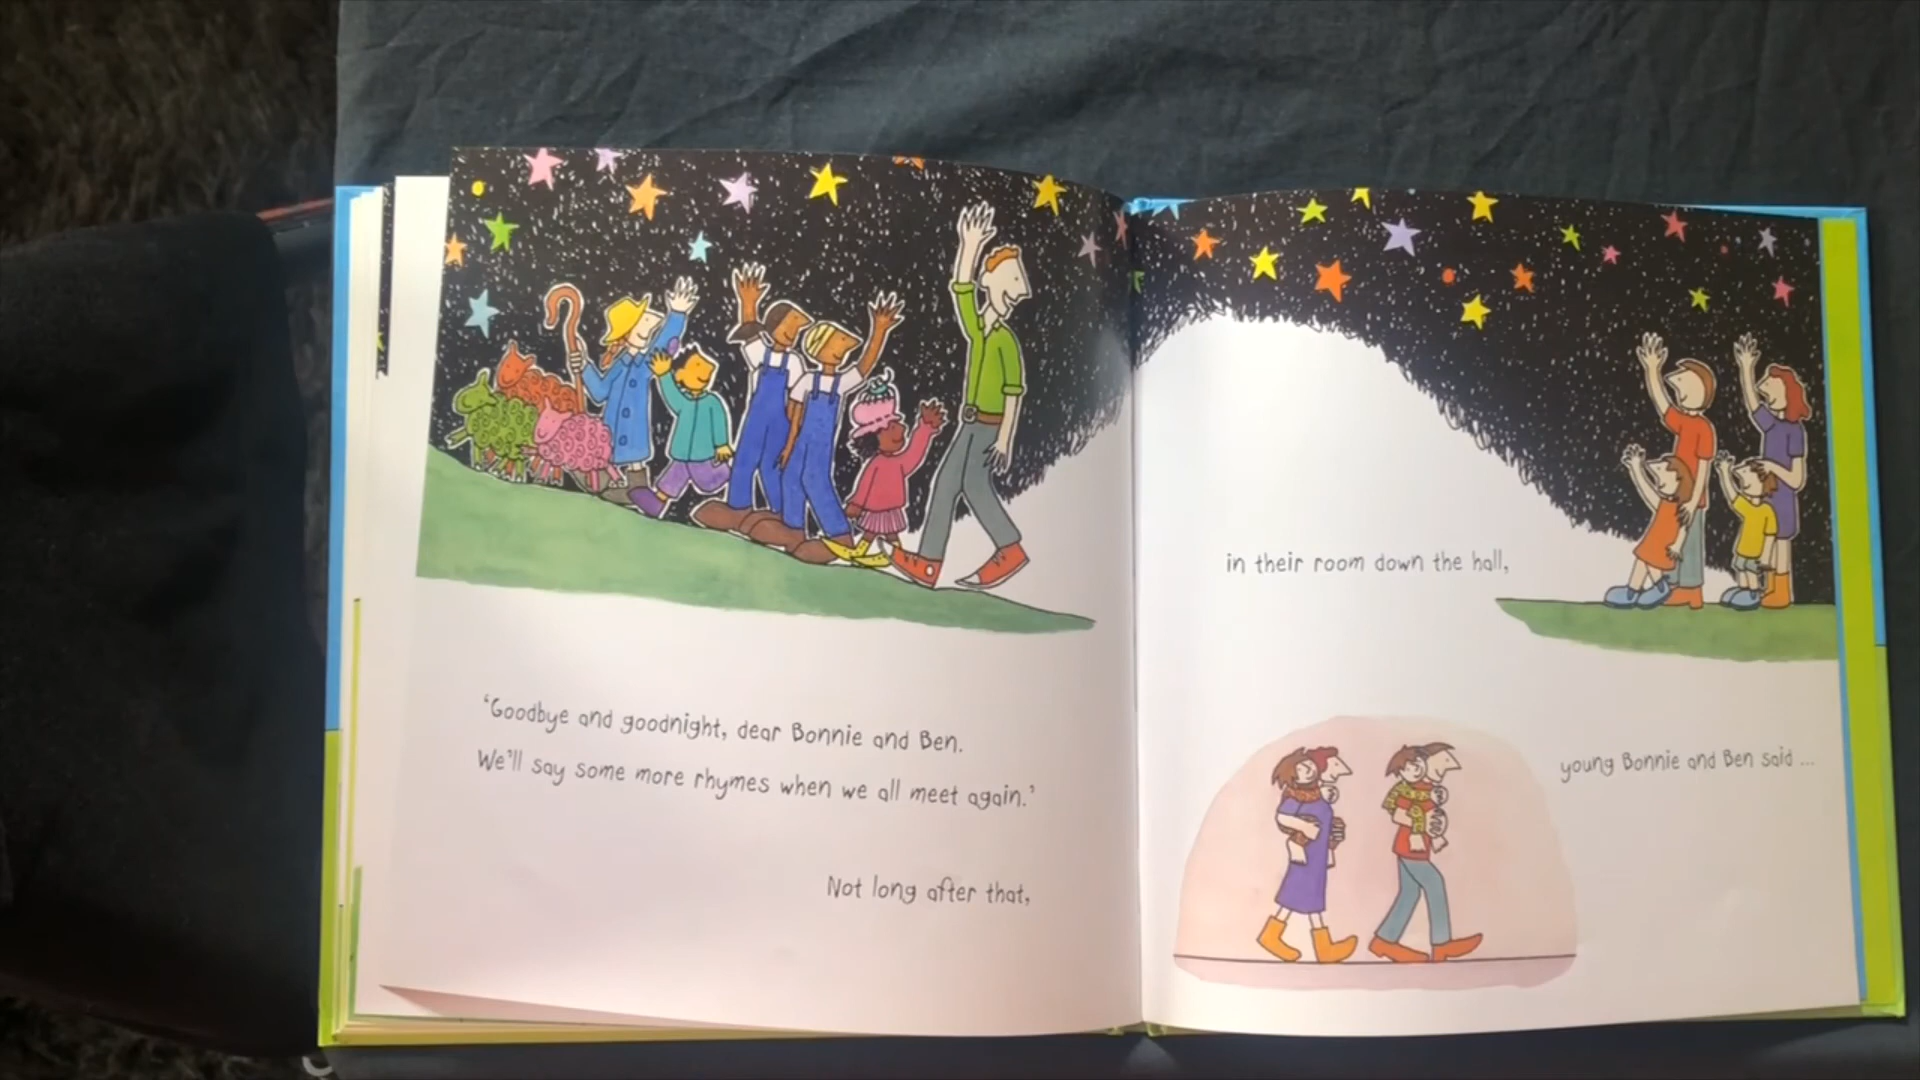 ‘Goodbye and goodnight, dear Bonnie and Ben.
We’ll say some more rhymes when we all meet again.’
Not long after that,
in their room down the hall,
young Bonnie and Ben said ...